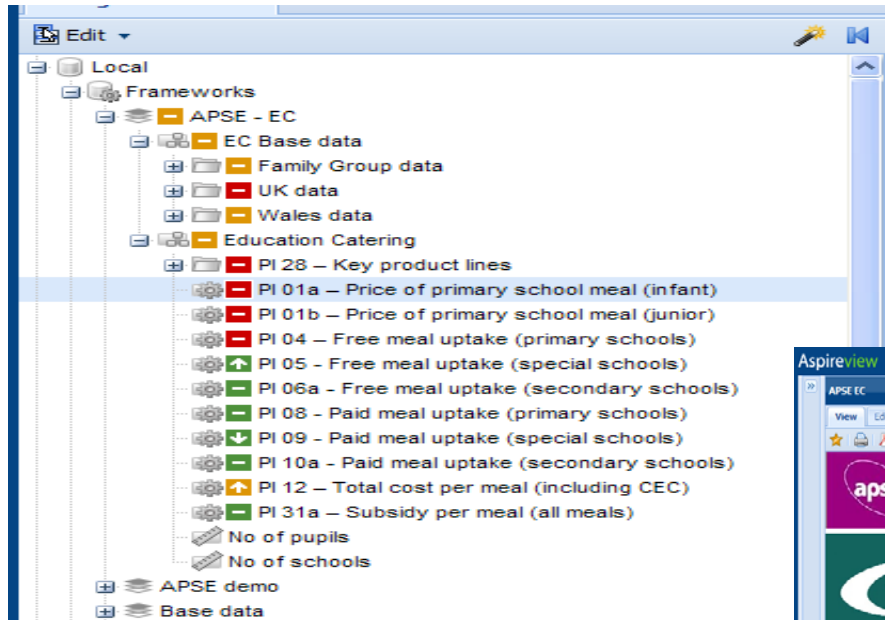 Edit
Local
Frameworks
APSE - EC
EC Base data
Family Group data
UK data
Wales data
Education Catering
PI 28 – Key product lines
PI 01a – Price of primary school meal (infant)
PI 01b – Price of primary school meal (junior)
PI 04 – Free meal uptake (primary schools)
PI 05 - Free meal uptake (special schools)
PI 06a - Free meal uptake (secondary schools)
PI 08 - Paid meal uptake (primary schools)
PI 09 - Paid meal uptake (special schools)
PI 10a - Paid meal uptake (secondary schools)
PI 12 – Total cost per meal (including CEC)
PI 31a – Subsidy per meal (all meals)
No of pupils
No of schools
APSE demo
Base data
Aspireview
APSE EC
View Ed
aps